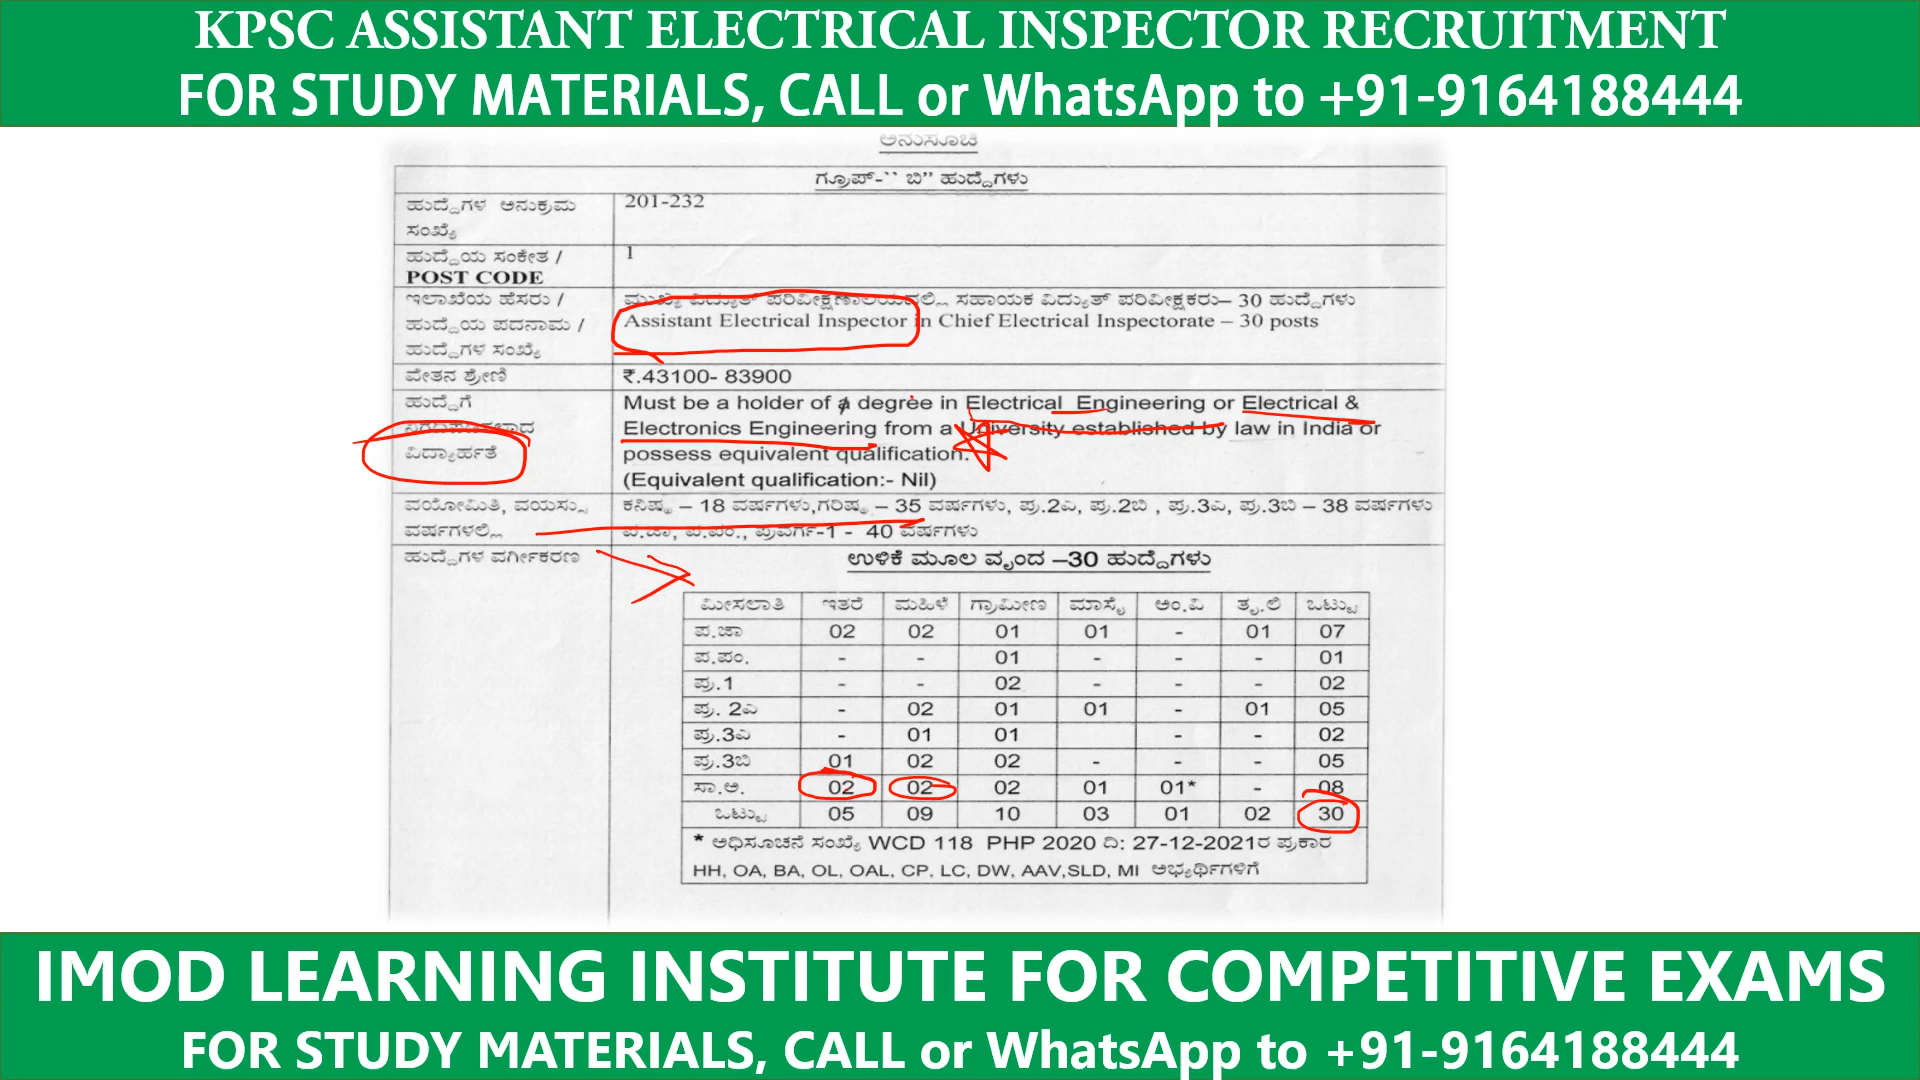 KPSC ASSISTANT ELECTRICAL INSPECTOR RECRUITMENT
FOR STUDY MATERIALS, CALL or WhatsApp to +91-9164188444
ಅನುಸೂಚಿ
ಗ್ರೂಪ್-`` ಬಿ'' ಹುದ್ದೆಗಳು
ಹುದ್ದೆಗಳ ಅನುಕ್ರಮ ಸಂಖ್ಯೆ 201-232
ಹುದ್ದೆಯ ಸಂಕೇತ / 1
POST CODE
ಇಲಾಖೆಯ ಹೆಸರು / ಮುಖ್ಯ ವಿದ್ಯುತ್ ಪರಿವೀಕ್ಷಣಾಲಯದಲ್ಲಿ ಸಹಾಯಕ ವಿದ್ಯುತ್ ಪರಿವೀಕ್ಷಕರು– 30 ಹುದ್ದೆಗಳು
ಹುದ್ದೆಯ ಪದನಾಮ / Assistant Electrical Inspector in Chief Electrical Inspectorate – 30 posts
ಹುದ್ದೆಗಳ ಸಂಖ್ಯೆ
ವೇತನ ಶ್ರೇಣಿ ₹.43100- 83900
ಹುದ್ದೆಗೆ Must be a holder of a degree in Electrical Engineering or Electrical &
ನಿಗದಿಪಡಿಸಲಾದ Electronics Engineering from a University established by law in India or
ವಿದ್ಯಾರ್ಹತೆ possess equivalent qualification.
(Equivalent qualification:- Nil)
ವಯೋಮಿತಿ, ವಯಸ್ಸು ಕನಿಷ್ಠ – 18 ವರ್ಷಗಳು,ಗರಿಷ್ಠ – 35 ವರ್ಷಗಳು, ಪ್ರ.2ಎ, ಪ್ರ.2ಬಿ , ಪ್ರ.3ಎ, ಪ್ರ.3ಬಿ – 38 ವರ್ಷಗಳು
ವರ್ಷಗಳಲ್ಲಿ ಪ.ಜಾ, ಪ.ಪಂ., ಪ್ರವರ್ಗ-1 - 40 ವರ್ಷಗಳು
ಹುದ್ದೆಗಳ ವರ್ಗೀಕರಣ ಉಳಿಕೆ ಮೂಲ ವೃಂದ –30 ಹುದ್ದೆಗಳು
ಮೀಸಲಾತಿ ಇತರೆ ಮಹಿಳೆ ಗ್ರಾಮೀಣ ಮಾಸೈ ಅಂ.ವಿ ತೃ.ಲಿ ಒಟ್ಟು
ಪ.ಜಾ 02 02 01 01 - 01 07
ಪ.ಪಂ. - - 01 - - - 01
ಪ್ರ.1 - - 02 - - - 02
ಪ್ರ. 2ಎ - 02 01 01 - 01 05
ಪ್ರ.3ಎ - 01 01 - - 02
ಪ್ರ.3ಬಿ 01 02 02 - - - 05
ಸಾ.ಅ. 02 02 02 01 01* - 08
ಒಟ್ಟು 05 09 10 03 01 02 30
* ಅಧಿಸೂಚನೆ ಸಂಖ್ಯೆ WCD 118 PHP 2020 ದಿ: 27-12-2021ರ ಪ್ರಕಾರ
HH, OA, BA, OL, OAL, CP, LC, DW, AAV,SLD, MI ಅಭ್ಯರ್ಥಿಗಳಿಗೆ
IMOD LEARNING INSTITUTE FOR COMPETITIVE EXAMS
FOR STUDY MATERIALS, CALL or WhatsApp to +91-9164188444